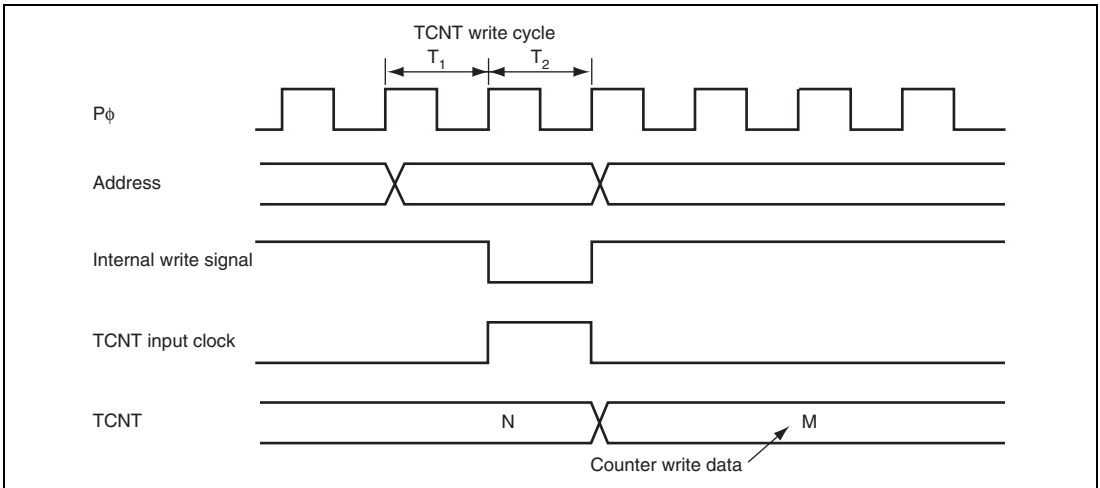 TCNT write cycle
T1 T2
Pϕ
Address
Internal write signal
TCNT input clock
TCNT N M
Counter write data